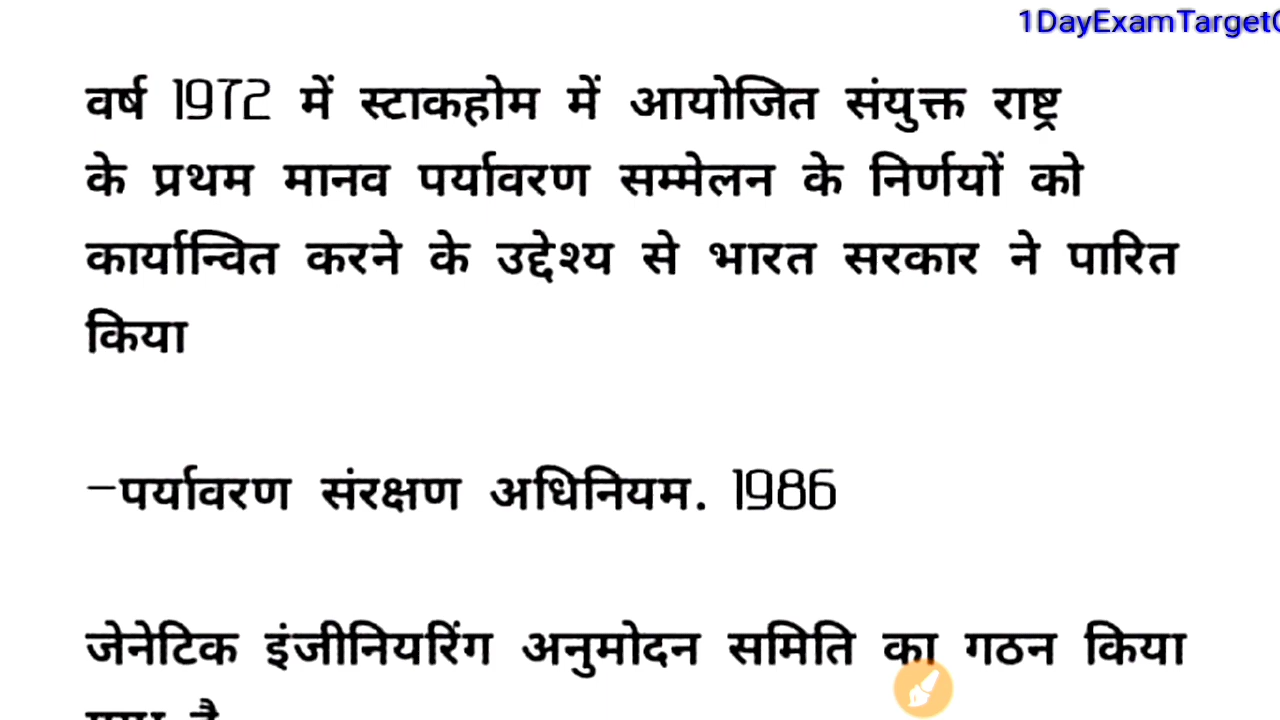 1DayExamTarget
वर्ष 1972 में स्टाकहोम में आयोजित संयुक्त राष्ट्र
के प्रथम मानव पर्यावरण सम्मेलन के निर्णयों को
कार्यान्वित करने के उद्देश्य से भारत सरकार ने पारित
किया
-पर्यावरण संरक्षण अधिनियम. 1986
जेनेटिक इंजीनियरिंग अनुमोदन समिति का गठन किया